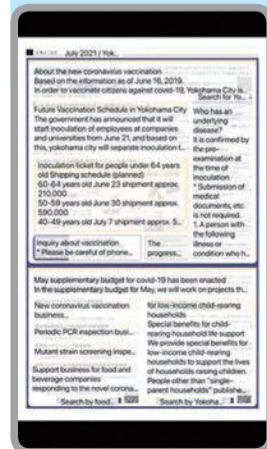 July 2021 / Yok..
About the new coronavirus vaccination
Based on the information as of June 16, 2019.
In order to vaccinate citizens against covid-19, Yokohama City is...
Search for Yo...
Future Vaccination Schedule in Yokohama City
The government has announced that it will
start inoculation of employees at companies
and universities from June 21, and based on
this, yokohama city will separate inoculation t...
Inoculation ticket for people under 64 years
old Shipping schedule (planned)
60-64 years old June 23 shipment approx.
210,000
50-59 years old June 30 shipment approx.
590,000
40-49 years old July 7 shipment approx. 5...
Inquiry about vaccination
* Please be careful of phone...
The
progress...
Who has an
underlying
disease?
It is confirmed by
the pre-
examination at
the time of
inoculation.
* Submission of
medical
documents, etc.
is not required.
1. A person with
the following
illness or
condition who h...
May supplementary budget for covid-19 has been enacted
In the supplementary budget for May, we will work on projects th...
New coronavirus vaccination
business...
Periodic PCR inspection busi...
Mutant strain screening inspe...
Support business for food and
beverage companies
responding to the novel corona...
Search by food...
for low-income child-rearing
households
Special benefits for child-
rearing household life support
We provide special benefits for
low-income child-rearing
households to support the lives
of households raising children.
People other than "single-
parent households" publishe...
Search by Yokoha...